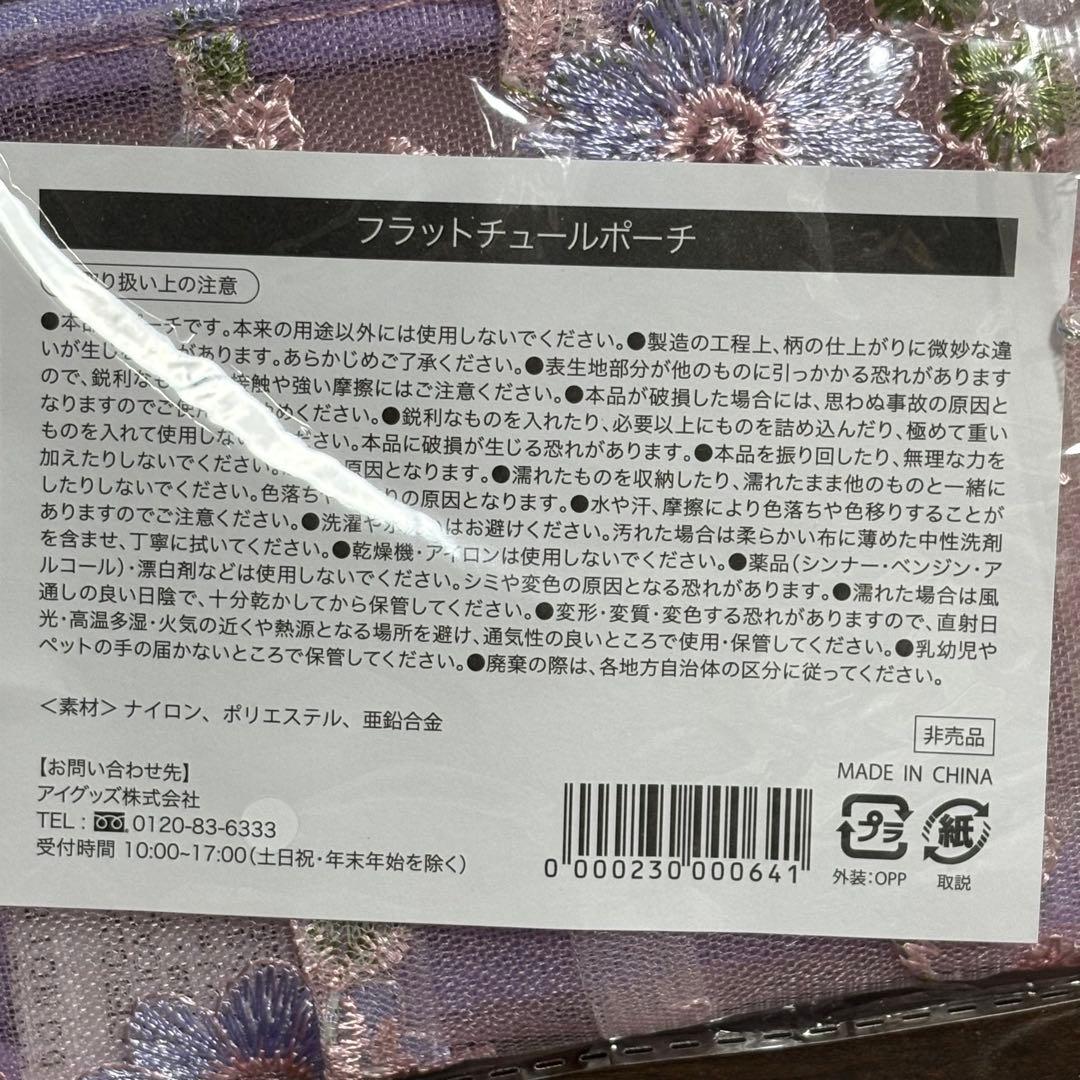 フラットチュールポーチ
り扱い上の注意
●本 ーチです。本来の用途以外には使用しないでください。●製造の工程上、柄の仕上がりに微妙な違
いが生じ があります。あらかじめご了承ください。●表生地部分が他のものに引っかかる恐れがあります
ので、鋭利なも 接触や強い摩擦にはご注意ください。●本品が破損した場合には、思わぬ事故の原因と
なりますのでご使用 めください。●鋭利なものを入れたり、必要以上にものを詰め込んだり、極めて重い
ものを入れて使用しない ださい。本品に破損が生じる恐れがあります。●本品を振り回したり、無理な力を
加えたりしないでください。 原因となります。●濡れたものを収納したり、濡れたまま他のものと一緒に
したりしないでください。色落ちや りの原因となります。●水や汗、摩擦により色落ちや色移りすることが
ありますのでご注意ください。●洗濯や水 はお避けください。汚れた場合は柔らかい布に薄めた中性洗剤
を含ませ、丁寧に拭いてください。●乾燥機・アイロンは使用しないでください。●薬品(シンナー・ベンジン・ア
ルコール)・漂白剤などは使用しないでください。シミや変色の原因となる恐れがあります。●濡れた場合は風
通しの良い日陰で、十分乾かしてから保管してください。●変形・変質・変色する恐れがありますので、直射日
光・高温多湿・火気の近くや熱源となる場所を避け、通気性の良いところで使用・保管してください。●乳幼児や
ペットの手の届かないところで保管してください。●廃棄の際は、各地方自治体の区分に従ってください。
<素材>ナイロン、ポリエステル、亜鉛合金
非売品
【お問い合わせ先】
アイグッズ株式会社
TEL : 0120-83-6333
受付時間 10:00~17:00(土日祝・年末年始を除く)
MADE IN CHINA
プラ
紙
外装:OPP
取説
0 000230 000641